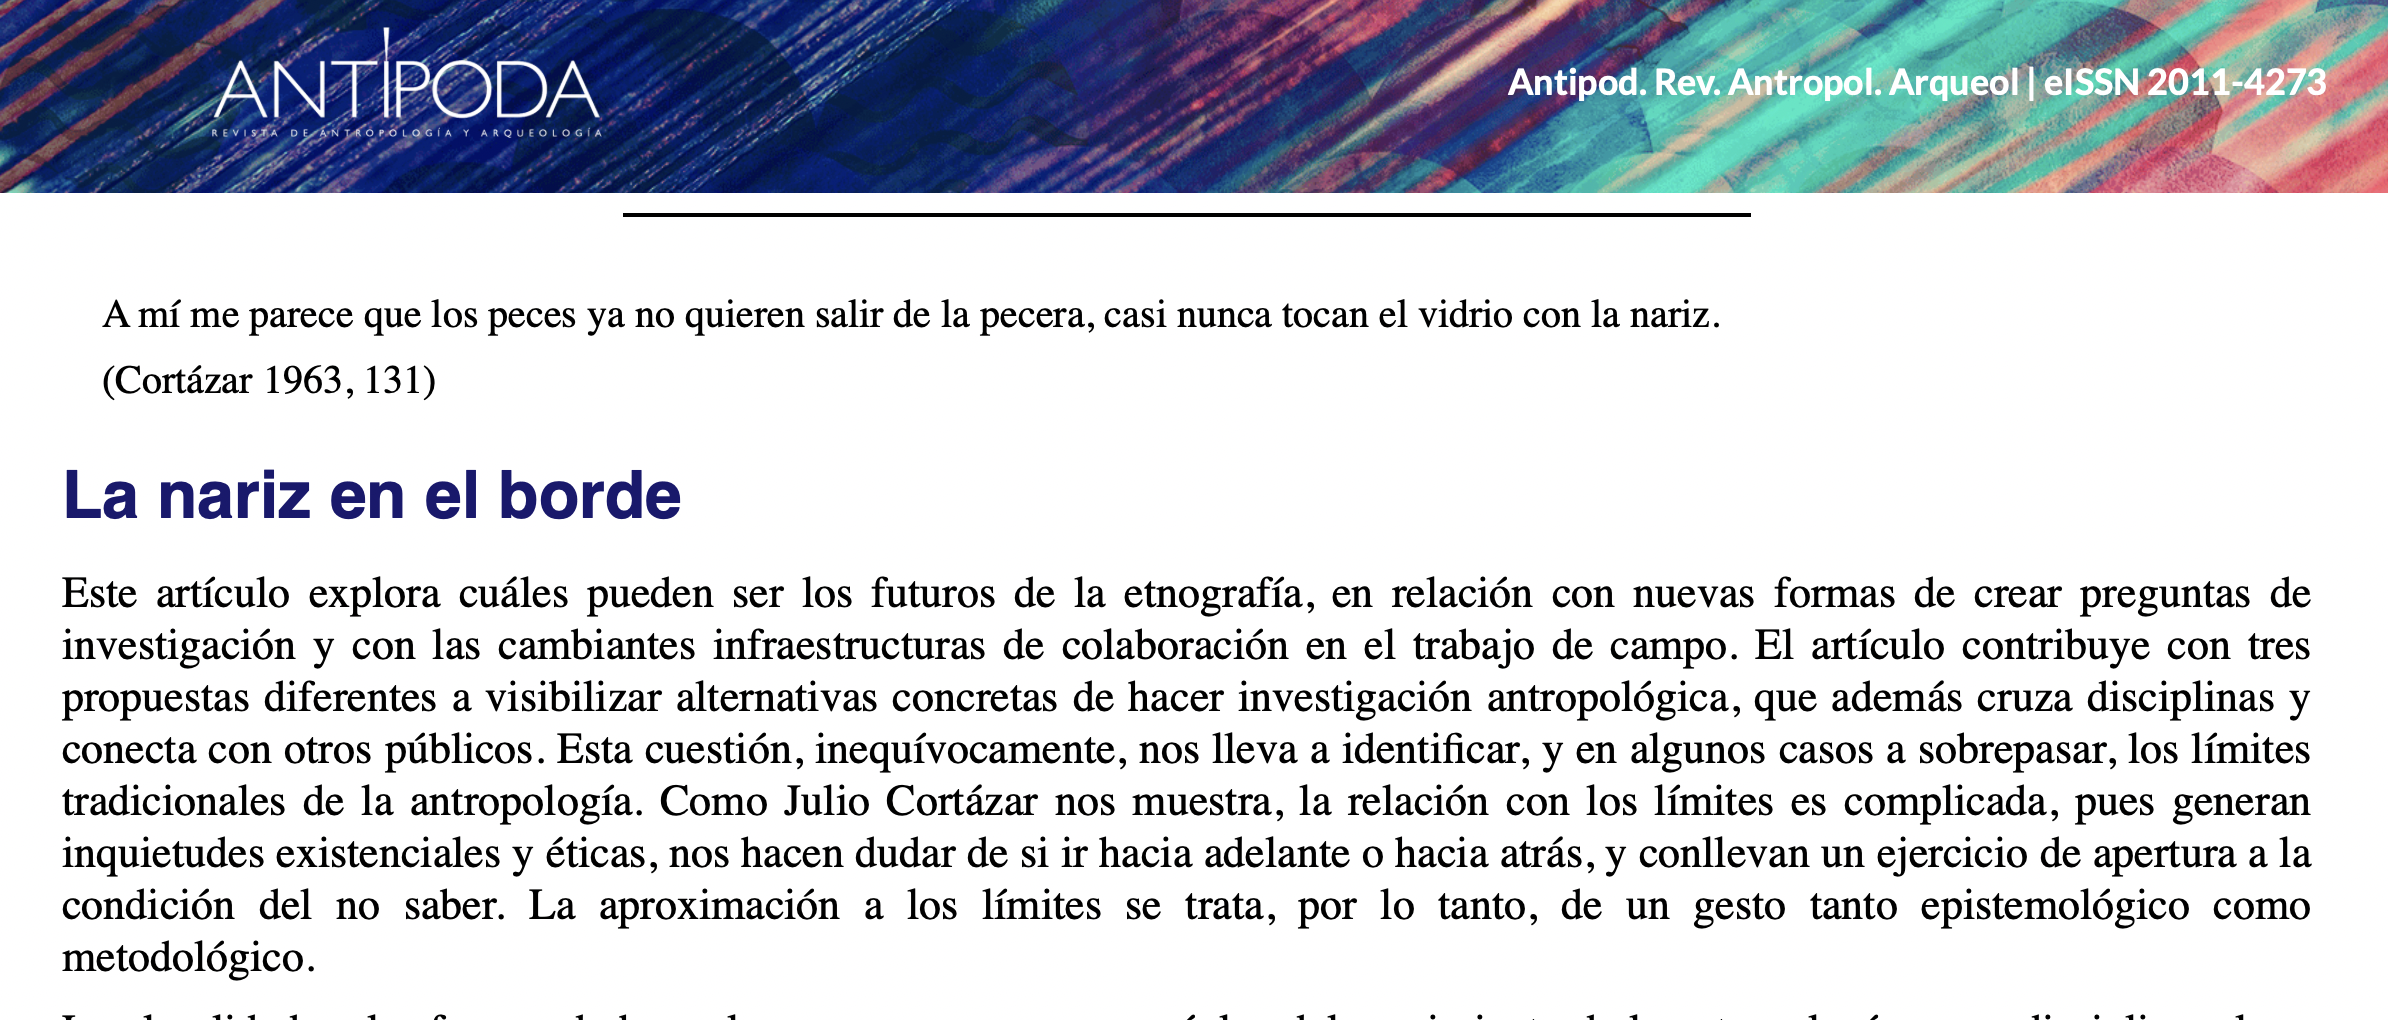 ANTÍPODA
REVISTA DE ANTROPOLOGÍA Y ARQUEOLOGÍA
Antipod. Rev. Antropol. Arqueol | eISSN 2011-4273
A mí me parece que los peces ya no quieren salir de la pecera, casi nunca tocan el vidrio con la nariz.
(Cortázar 1963, 131)
La nariz en el borde
Este artículo explora cuáles pueden ser los futuros de la etnografía, en relación con nuevas formas de crear preguntas de
investigación y con las cambiantes infraestructuras de colaboración en el trabajo de campo. El artículo contribuye con tres
propuestas diferentes a visibilizar alternativas concretas de hacer investigación antropológica, que además cruza disciplinas y
conecta con otros públicos. Esta cuestión, inequívocamente, nos lleva a identificar, y en algunos casos a sobrepasar, los límites
tradicionales de la antropología. Como Julio Cortázar nos muestra, la relación con los límites es complicada, pues generan
inquietudes existenciales y éticas, nos hacen dudar de si ir hacia adelante o hacia atrás, y conllevan un ejercicio de apertura a la
condición del no saber. La aproximación a los límites se trata, por lo tanto, de un gesto tanto epistemológico como
metodológico.